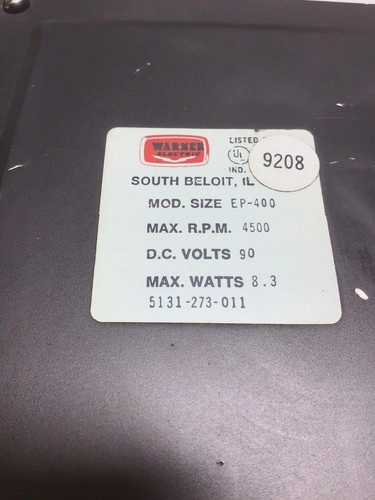 WARNER
ELECTRIC
LISTED
UL
IND.
9208
SOUTH BELOIT, IL
MOD. SIZE EP-400
MAX. R.P.M. 4500
D.C. VOLTS 90
MAX. WATTS 8.3
5131-273-011